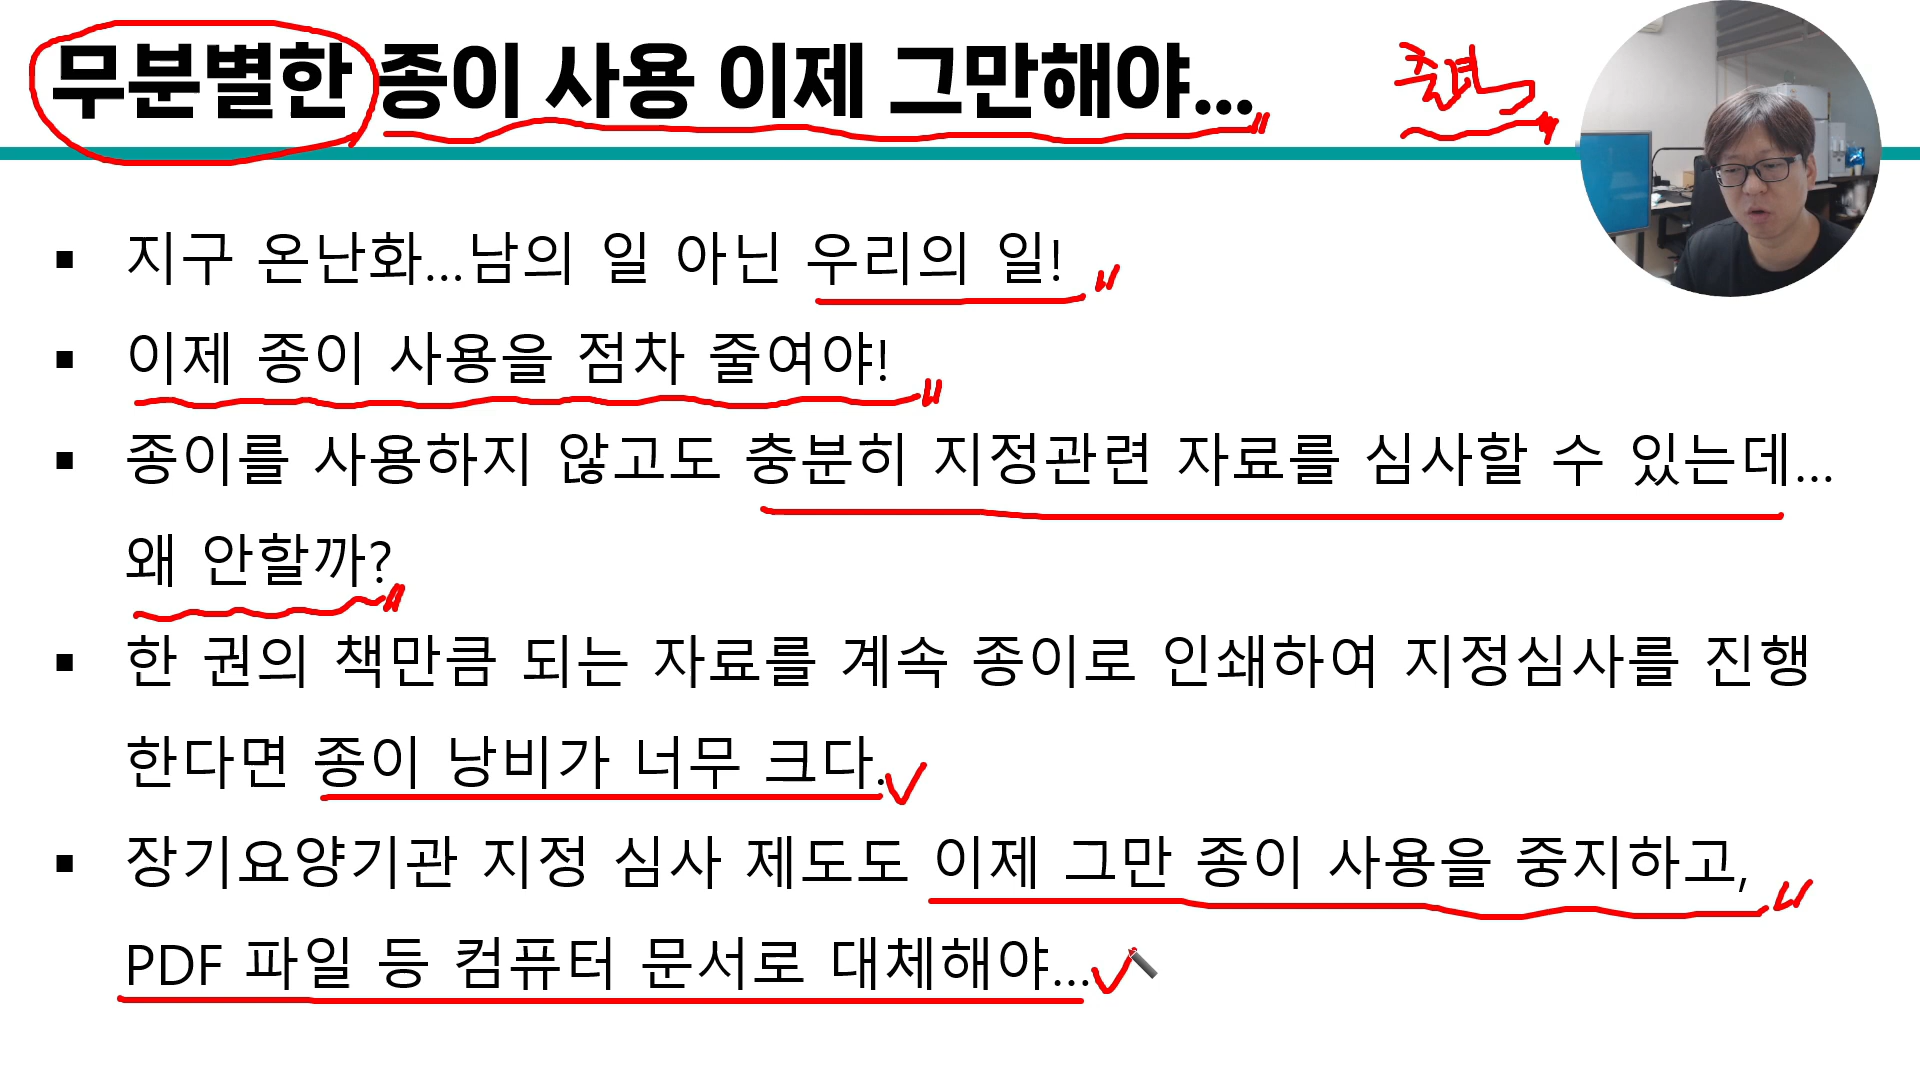 무분별한 종이 사용 이제 그만해야...
지구 온난화...남의 일 아닌 우리의 일!
이제 종이 사용을 점차 줄여야!
종이를 사용하지 않고도 충분히 지정관련 자료를 심사할 수 있는데...
왜 안할까?
한 권의 책만큼 되는 자료를 계속 종이로 인쇄하여 지정심사를 진행
한다면 종이 낭비가 너무 크다.
장기요양기관 지정 심사 제도도 이제 그만 종이 사용을 중지하고,
PDF 파일 등 컴퓨터 문서로 대체해야...